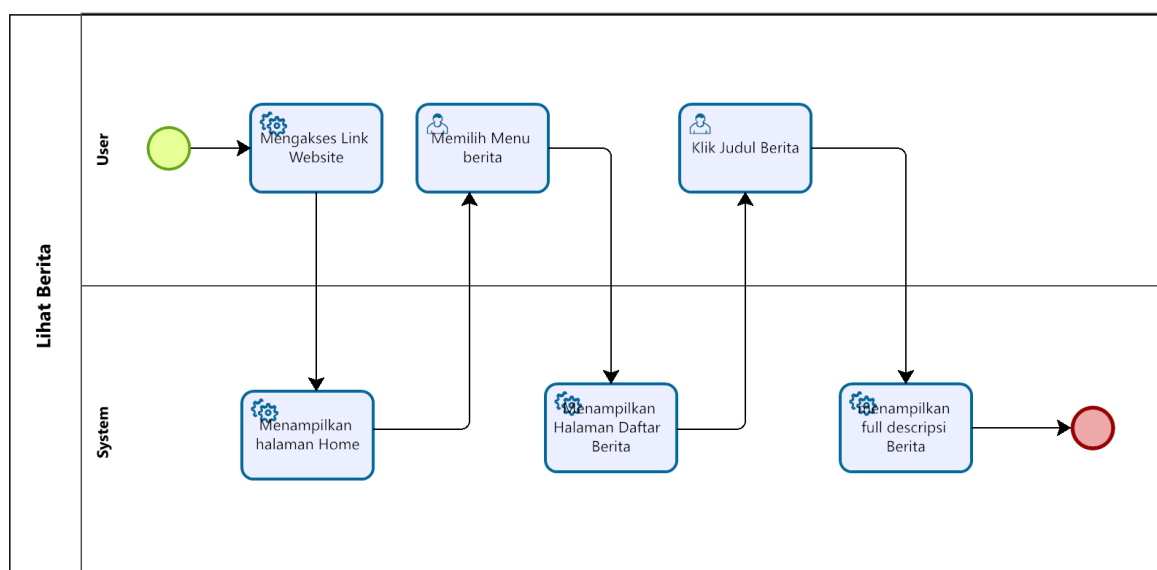 Lihat Berita
User
Mengakses Link
Website
Memilih Menu
berita
Klik Judul Berita
System
Menampilkan
halaman Home
Menampilkan
Halaman Daftar
Berita
menampilkan
full descripsi
Berita